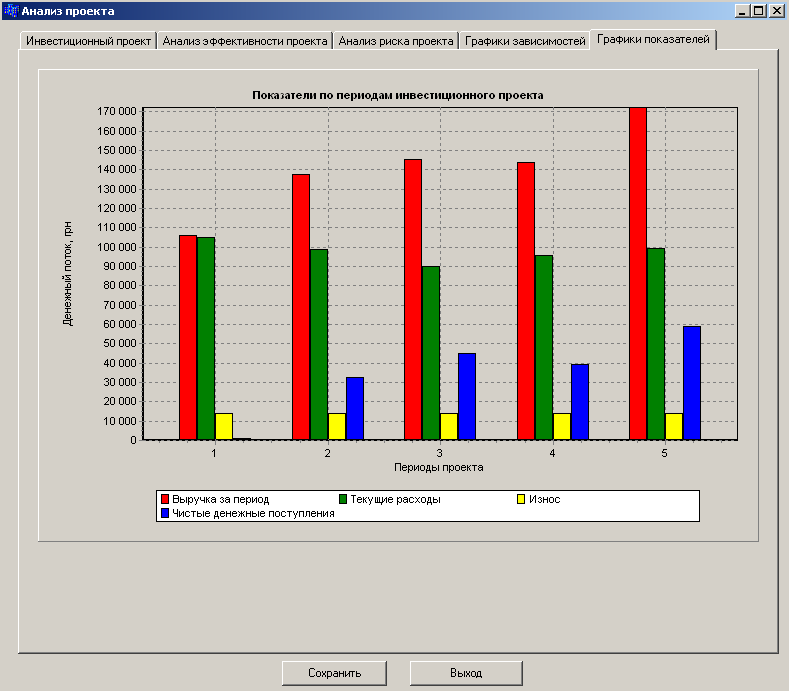 Анализ проекта
Инвестиционный проект Анализ эффективности проекта Анализ риска проекта Графики зависимостей Графики показателей
Показатели по периодам инвестиционного проекта
170 000
160 000
150 000
140 000
130 000
120 000
110 000
100 000
90 000
80 000
70 000
60 000
50 000
40 000
30 000
20 000
10 000
0
Денежный поток, грн
1 2 3 4 5
Периоды проекта
Выручка за период Текущие расходы Износ
Чистые денежные поступления
Сохранить Выход